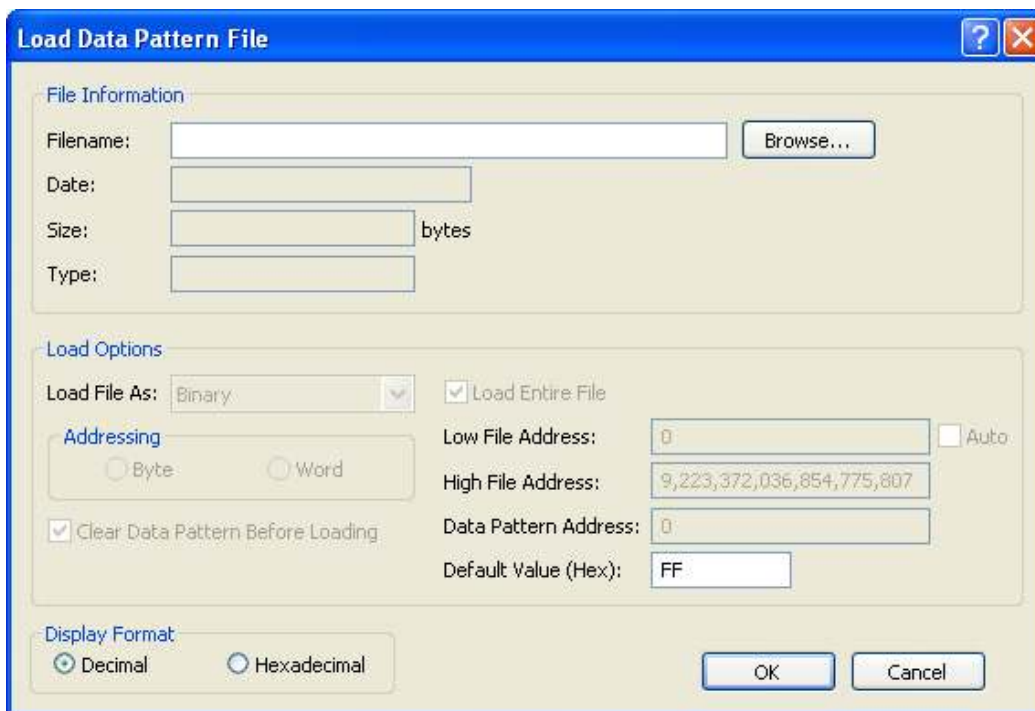 Load Data Pattern File
File Information
Filename:
Browse...
Date:
Size:
bytes
Type:
Load Options
Load File As: Binary
Load Entire File
Addressing
Byte
Word
Clear Data Pattern Before Loading
Low File Address: 0
Auto
High File Address: 9,223,372,036,854,775,807
Data Pattern Address: 0
Default Value (Hex): FF
Display Format
Decimal
Hexadecimal
OK
Cancel